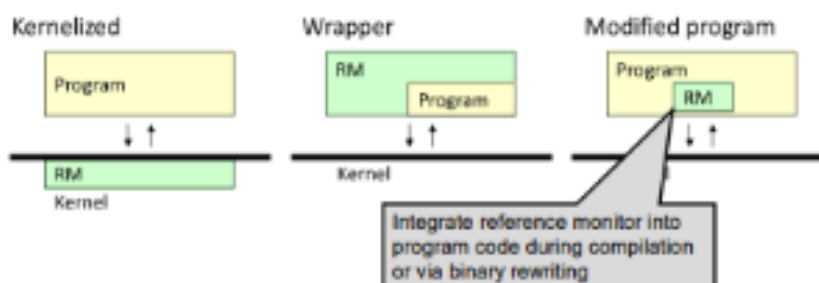 Kernelized
Wrapper
Modified program
Program
RM
Program
Program
RM
RM
Kernel
Kernel
Integrate reference monitor into
program code during compilation
or via binary rewriting